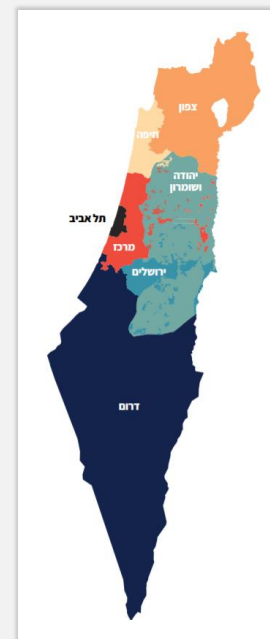 צפון
חיפה
יהודה
ושומרון
תל אביב
מרכז
ירושלים
דרום